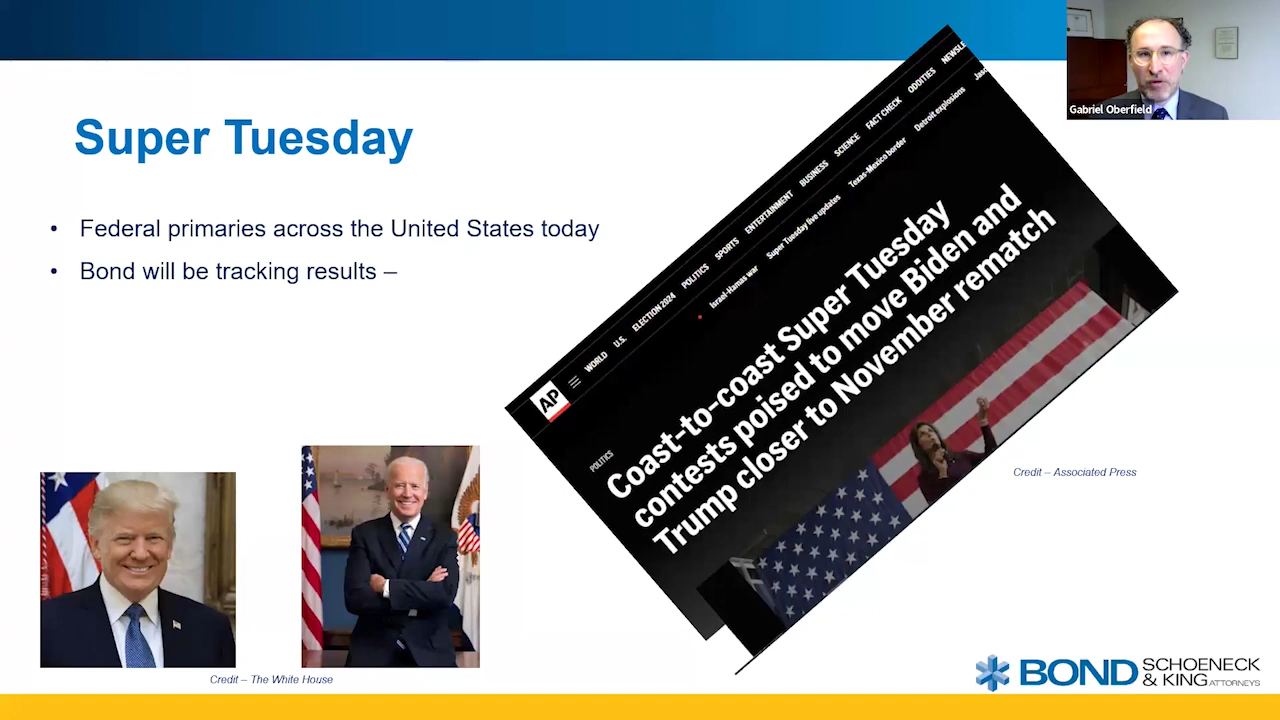 Gabriel Oberfield
Super Tuesday
• Federal primaries across the United States today
• Bond will be tracking results –
AP
WORLD U.S. ELECTION 2024 POLITICS SPORTS ENTERTAINMENT BUSINESS SCIENCE FACT CHECK ODDITIES NEWSLE
Israel-Hamas war Super Tuesday live updates Texas-Mexico border Detroit explosions
POLITICS
Coast-to-coast Super Tuesday
contests poised to move Biden and
Trump closer to November rematch
Credit – Associated Press
Credit – The White House
BOND SCHOENECK
& KING ATTORNEYS